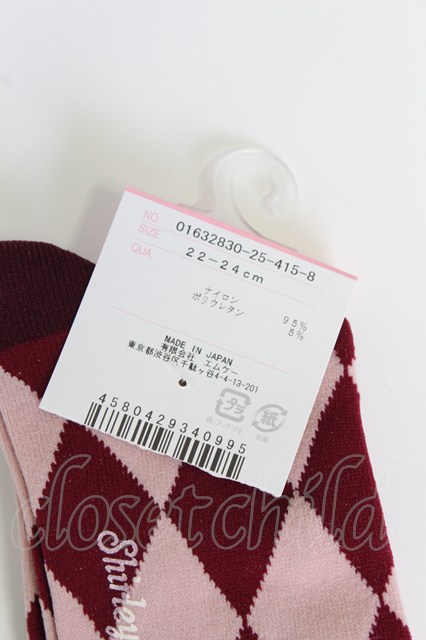 NO. 01632830-25-415-8
SIZE 22-24cm
QUA.
ナイロン 95%
ポリウレタン 5%
MADE IN JAPAN
有限会社 エムケー
東京都渋谷区千駄ヶ谷4-4-13-201
プラ
紙
4580429340995
closetchild
Shirley